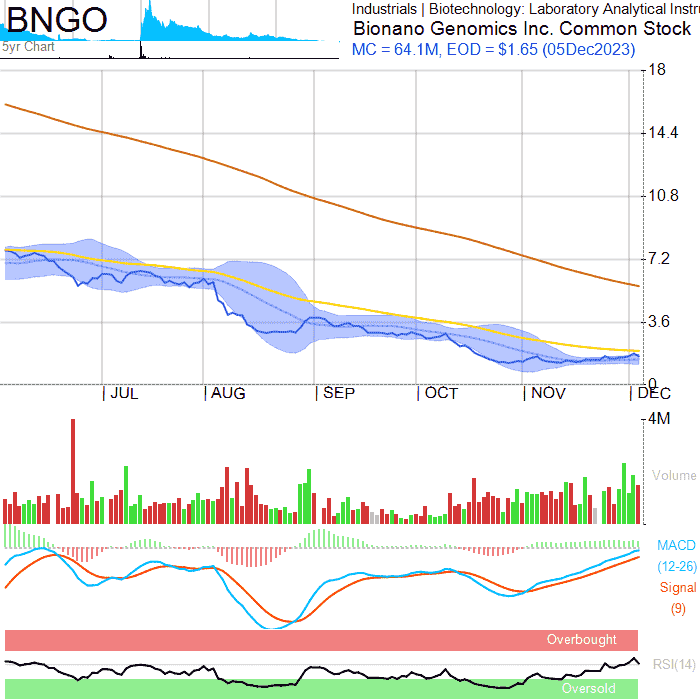 BNGO
5yr Chart
Industrials | Biotechnology: Laboratory Analytical Instru
Bionano Genomics Inc. Common Stock
MC = 64.1M, EOD = $1.65 (05Dec2023)
18
14.4
10.8
7.2
3.6
0
JUL AUG SEP OCT NOV DEC
4M
Volume
MACD
(12-26)
Signal
(9)
Overbought
RSI(14)
Oversold